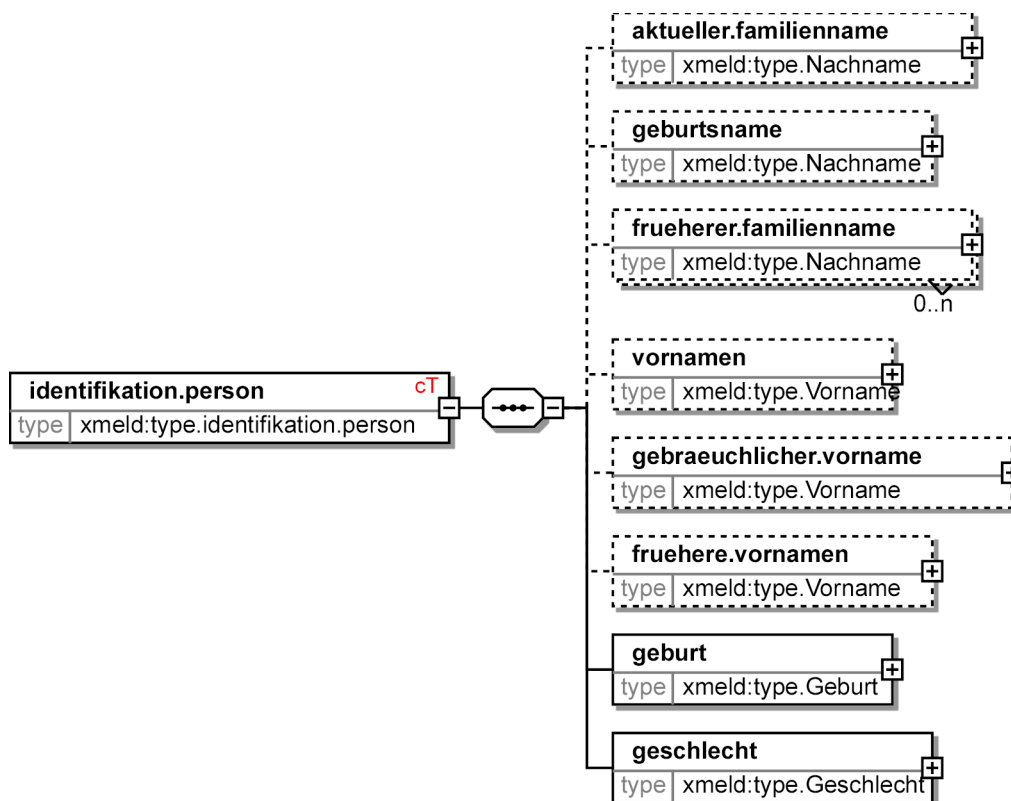 aktueller.familienname
type xmeld:type.Nachname
geburtsname
type xmeld:type.Nachname
frueherer.familienname
type xmeld:type.Nachname
0..n
vornamen
type xmeld:type.Vorname
identifikation.person cT
type xmeld:type.identifikation.person
gebraeuchlicher.vorname
type xmeld:type.Vorname
fruehere.vornamen
type xmeld:type.Vorname
geburt
type xmeld:type.Geburt
geschlecht
type xmeld:type.Geschlecht